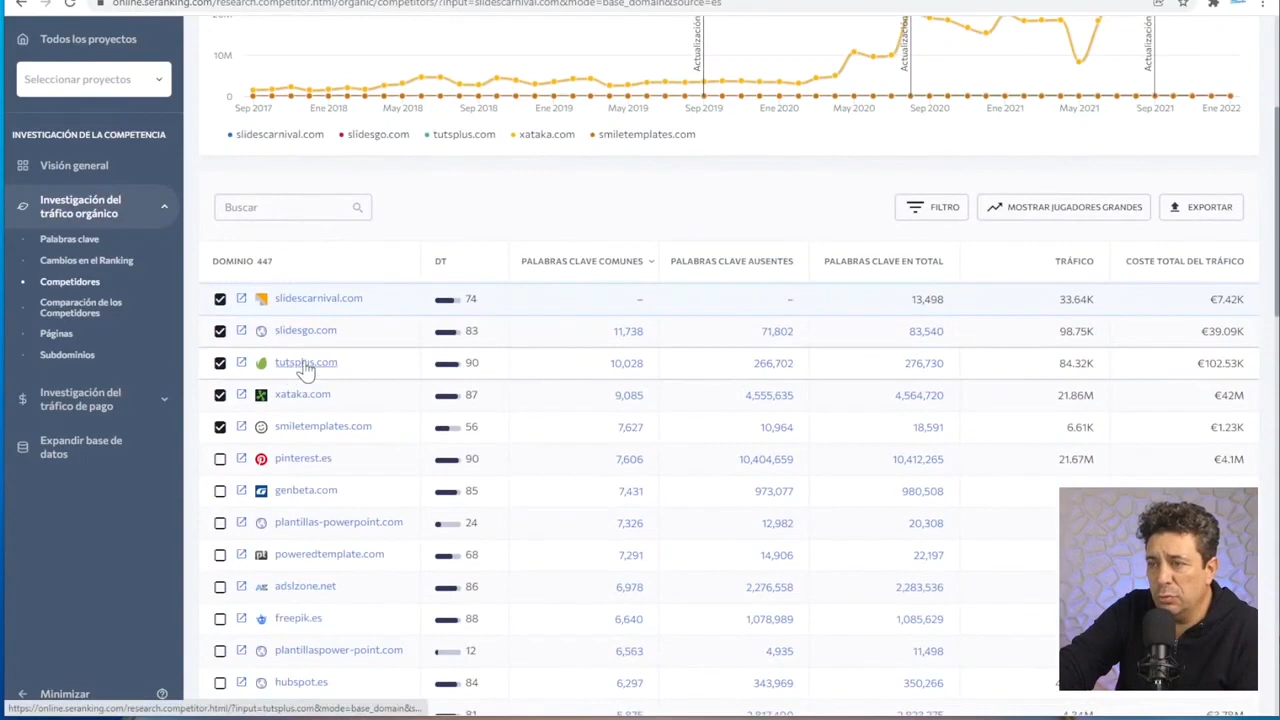 online.seranking.com/research.competitor.html/organic/competitors/?input=slidescarnival.com&mode=base_domain&source=es
Todos los proyectos
Seleccionar proyectos
INVESTIGACIÓN DE LA COMPETENCIA
Visión general
Investigación del
tráfico orgánico
Palabras clave
Cambios en el Ranking
Competidores
Comparación de los
Competidores
Páginas
Subdominios
Investigación del
tráfico de pago
Expandir base de
datos
Minimizar
10M
0
Actualización
Actualización
Actualización
Sep 2017 Ene 2018 May 2018 Sep 2018 Ene 2019 May 2019 Sep 2019 Ene 2020 May 2020 Sep 2020 Ene 2021 May 2021 Sep 2021 Ene 2022
slidescarnival.com slidesgo.com tutsplus.com xataka.com smiletemplates.com
Buscar FILTRO MOSTRAR JUGADORES GRANDES EXPORTAR
DOMINIO 447 DT PALABRAS CLAVE COMUNES PALABRAS CLAVE AUSENTES PALABRAS CLAVE EN TOTAL TRÁFICO COSTE TOTAL DEL TRÁFICO
slidescarnival.com 74 – – 13,498 33.64K €7.42K
slidesgo.com 83 11,738 71,802 83,540 98.75K €39.09K
tutsplus.com 90 10,028 266,702 276,730 84.32K €102.53K
xataka.com 87 9,085 4,555,635 4,564,720 21.86M €42M
smiletemplates.com 56 7,627 10,964 18,591 6.61K €1.23K
pinterest.es 90 7,606 10,404,659 10,412,265 21.67M €4.1M
genbeta.com 85 7,431 973,077 980,508
plantillas-powerpoint.com 24 7,326 12,982 20,308
poweredtemplate.com 68 7,291 14,906 22,197
adslzone.net 86 6,978 2,276,558 2,283,536
freepik.es 88 6,640 1,078,989 1,085,629
plantillaspower-point.com 12 6,563 4,935 11,498
hubspot.es 84 6,297 343,969 350,266
https://online.seranking.com/research.competitor.html/?input=tutsplus.com&mode=base_domain&s...